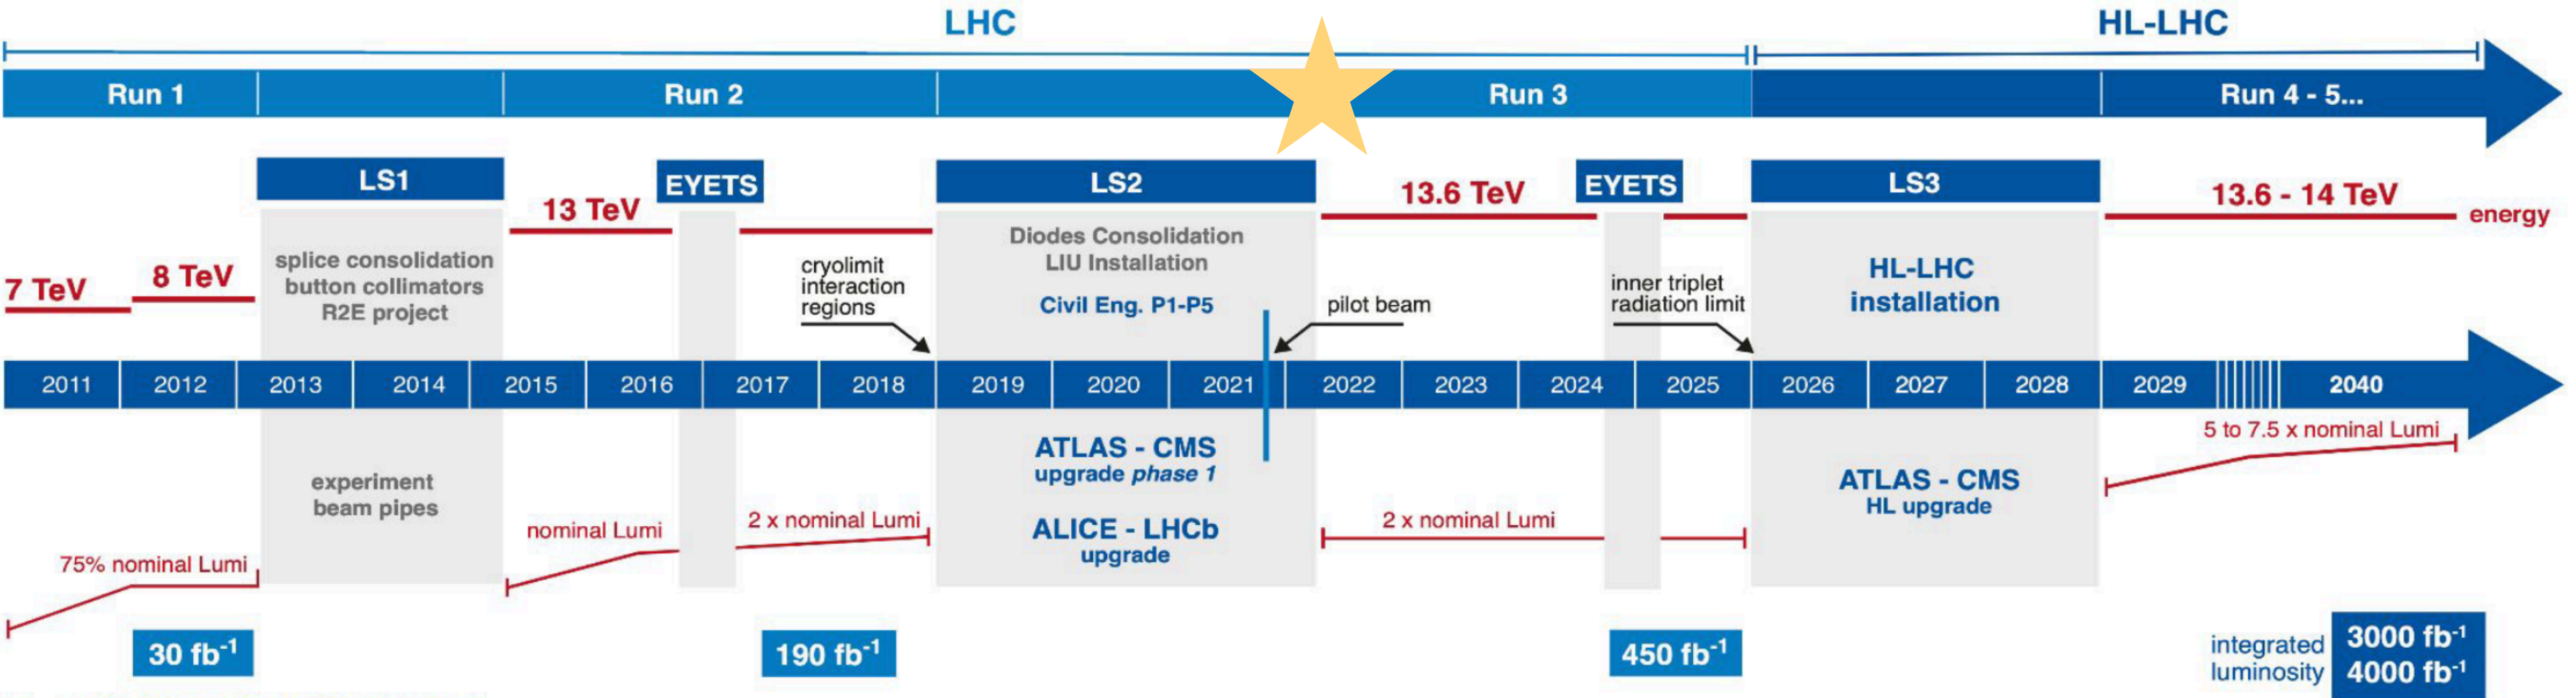 LHC
HL-LHC
Run 1
Run 2
Run 3
Run 4 - 5...
LS1
EYETS
LS2
EYETS
LS3
7 TeV
8 TeV
13 TeV
13.6 TeV
13.6 - 14 TeV
energy
splice consolidation
button collimators
R2E project
cryolimit
interaction
regions
Diodes Consolidation
LIU Installation
Civil Eng. P1-P5
pilot beam
inner triplet
radiation limit
HL-LHC
installation
2011
2012
2013
2014
2015
2016
2017
2018
2019
2020
2021
2022
2023
2024
2025
2026
2027
2028
2029
2040
experiment
beam pipes
ATLAS - CMS
upgrade phase 1
ALICE - LHCb
upgrade
ATLAS - CMS
HL upgrade
75% nominal Lumi
nominal Lumi
2 x nominal Lumi
2 x nominal Lumi
5 to 7.5 x nominal Lumi
30 fb⁻¹
190 fb⁻¹
450 fb⁻¹
integrated
luminosity
3000 fb⁻¹
4000 fb⁻¹